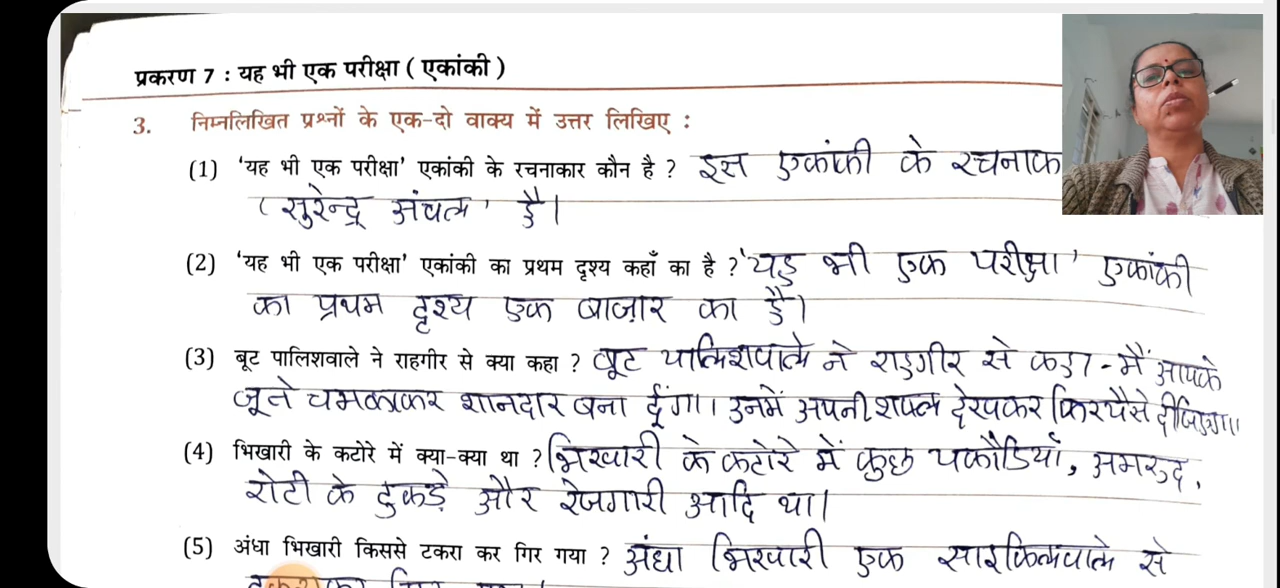 प्रकरण 7 : यह भी एक परीक्षा ( एकांकी )
3. निम्नलिखित प्रश्नों के एक-दो वाक्य में उत्तर लिखिए :
(1) ‘यह भी एक परीक्षा’ एकांकी के रचनाकार कौन है ? इस एकांकी के रचनाक
‘सुरेन्द्र अंचल’ है।
(2) ‘यह भी एक परीक्षा’ एकांकी का प्रथम दृश्य कहाँ का है ? ‘यह भी एक परीक्षा’ एकांकी
का प्रथम दृश्य एक बाज़ार का है।
(3) बूट पालिशवाले ने राहगीर से क्या कहा ? बूट पालिशवाले ने राहगीर से कहा - मैं आपके
जूते चमकाकर शानदार बना दूंगा। उनमें अपनी शक्ल देखकर फिर पैसे दीजिएगा।
(4) भिखारी के कटोरे में क्या-क्या था ? भिखारी के कटोरे में कुछ पकौडियाँ, अमरुद,
रोटी के टुकड़े और रेजगारी आदि था।
(5) अंधा भिखारी किससे टकरा कर गिर गया ? अंधा भिखारी एक साइकिलवाले से